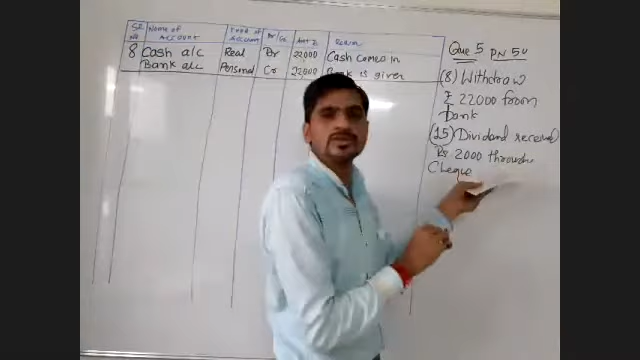 Sr Name of Kind of Dr/Cr Amt ₹ Reason
No Account Account
8 Cash a/c Real Dr 22000 Cash comes in
Bank a/c Personal Cr 22000 Bank is given
Que 5 PN 54
(8) Withdraw
₹ 22000 from
bank
(15) Dividend received
Rs 2000 through
Cheque